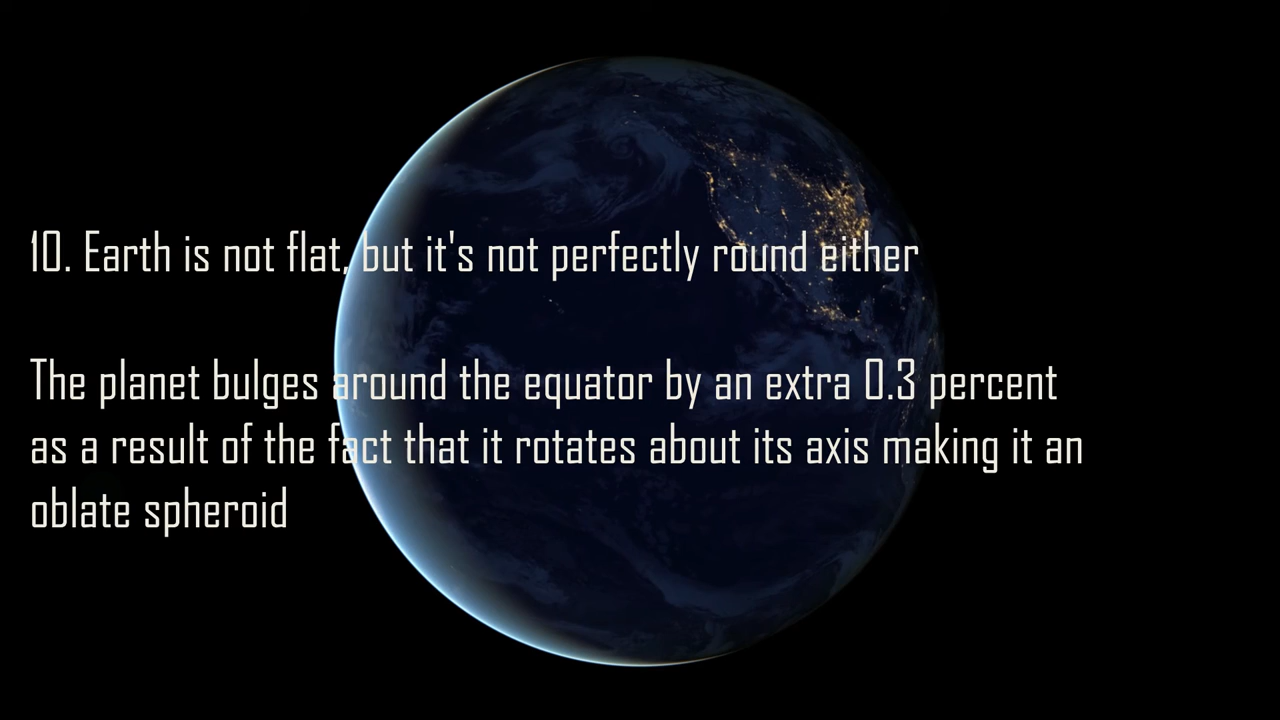 10. Earth is not flat, but it's not perfectly round either
The planet bulges around the equator by an extra 0.3 percent
as a result of the fact that it rotates about its axis making it an
oblate spheroid